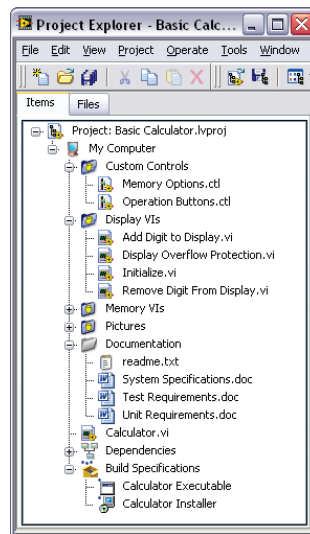 Project Explorer - Basic Calc...
File Edit View Project Operate Tools Window
Items Files
Project: Basic Calculator.lvproj
My Computer
Custom Controls
Memory Options.ctl
Operation Buttons.ctl
Display VIs
Add Digit to Display.vi
Display Overflow Protection.vi
Initialize.vi
Remove Digit From Display.vi
Memory VIs
Pictures
Documentation
readme.txt
System Specifications.doc
Test Requirements.doc
Unit Requirements.doc
Calculator.vi
Dependencies
Build Specifications
Calculator Executable
Calculator Installer